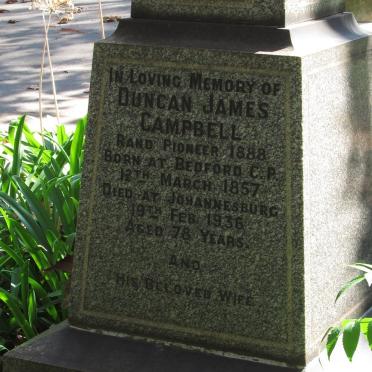 In Loving Memory of
Duncan James
Campbell
Rand Pioneer 1888
Born at Bedford C.P.
12th March 1857
Died at Johannesburg
19th Feb. 1936
Aged 78 Years.
And
His Beloved Wife